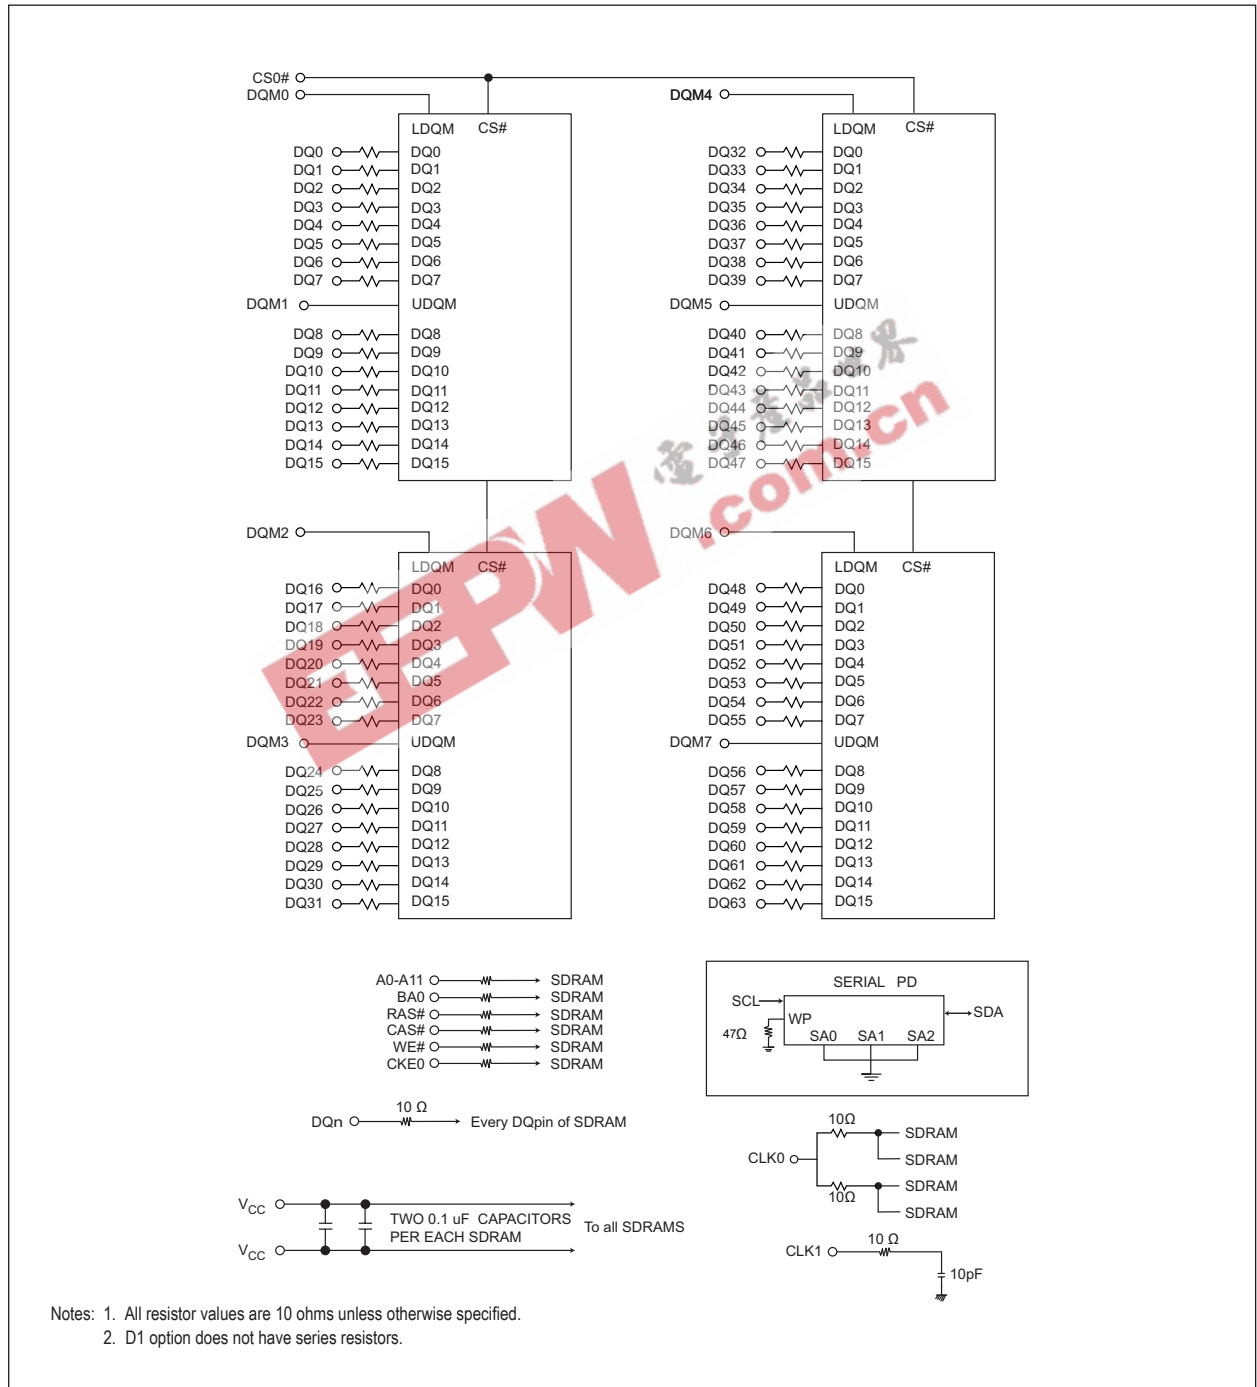 CS0#
DQM0
LDQM CS#
DQ0 DQ0
DQ1 DQ1
DQ2 DQ2
DQ3 DQ3
DQ4 DQ4
DQ5 DQ5
DQ6 DQ6
DQ7 DQ7
DQM1 UDQM
DQ8 DQ8
DQ9 DQ9
DQ10 DQ10
DQ11 DQ11
DQ12 DQ12
DQ13 DQ13
DQ14 DQ14
DQ15 DQ15
DQM4
LDQM CS#
DQ32 DQ0
DQ33 DQ1
DQ34 DQ2
DQ35 DQ3
DQ36 DQ4
DQ37 DQ5
DQ38 DQ6
DQ39 DQ7
DQM5 UDQM
DQ40 DQ8
DQ41 DQ9
DQ42 DQ10
DQ43 DQ11
DQ44 DQ12
DQ45 DQ13
DQ46 DQ14
DQ47 DQ15
DQM2
LDQM CS#
DQ16 DQ0
DQ17 DQ1
DQ18 DQ2
DQ19 DQ3
DQ20 DQ4
DQ21 DQ5
DQ22 DQ6
DQ23 DQ7
DQM3 UDQM
DQ24 DQ8
DQ25 DQ9
DQ26 DQ10
DQ27 DQ11
DQ28 DQ12
DQ29 DQ13
DQ30 DQ14
DQ31 DQ15
DQM6
LDQM CS#
DQ48 DQ0
DQ49 DQ1
DQ50 DQ2
DQ51 DQ3
DQ52 DQ4
DQ53 DQ5
DQ54 DQ6
DQ55 DQ7
DQM7 UDQM
DQ56 DQ8
DQ57 DQ9
DQ58 DQ10
DQ59 DQ11
DQ60 DQ12
DQ61 DQ13
DQ62 DQ14
DQ63 DQ15
EEPW .com.cn
電子產品世界
A0-A11 SDRAM
BA0 SDRAM
RAS# SDRAM
CAS# SDRAM
WE# SDRAM
CKE0 SDRAM
10 Ω
DQn Every DQpin of SDRAM
VCC
TWO 0.1 uF CAPACITORS
PER EACH SDRAM
To all SDRAMS
VCC
SERIAL PD
SCL
SDA
WP
47Ω
SA0 SA1 SA2
10Ω
SDRAM
CLK0
SDRAM
SDRAM
10Ω
SDRAM
10 Ω
CLK1
10pF
Notes: 1. All resistor values are 10 ohms unless otherwise specified.
2. D1 option does not have series resistors.